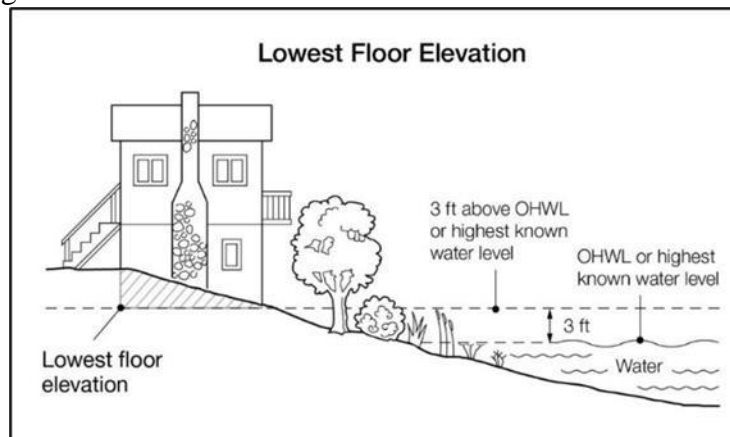 Lowest Floor Elevation
3 ft above OHWL
or highest known
water level
OHWL or highest
known water level
3 ft
Lowest floor
elevation
Water